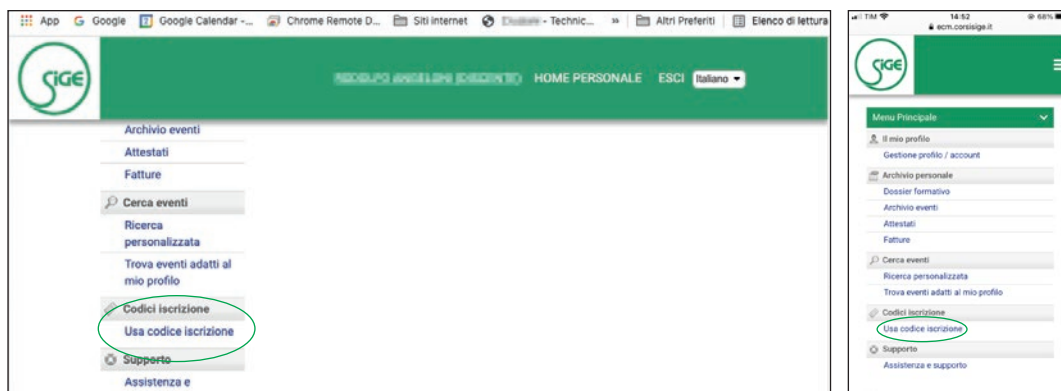 App Google Google Calendar -... Chrome Remote D... Siti internet - Technic... » Altri Preferiti Elenco di lettura
SIGE
HOME PERSONALE ESCI Italiano
Archivio eventi
Attestati
Fatture
Cerca eventi
Ricerca
personalizzata
Trova eventi adatti al
mio profilo
Codici iscrizione
Usa codice iscrizione
Supporto
Assistenza e
TIM 14:52 68%
ecm.corsisige.it
SIGE
Menu Principale
Il mio profilo
Gestione profilo / account
Archivio personale
Dossier formativo
Archivio eventi
Attestati
Fatture
Cerca eventi
Ricerca personalizzata
Trova eventi adatti al mio profilo
Codici iscrizione
Usa codice iscrizione
Supporto
Assistenza e supporto